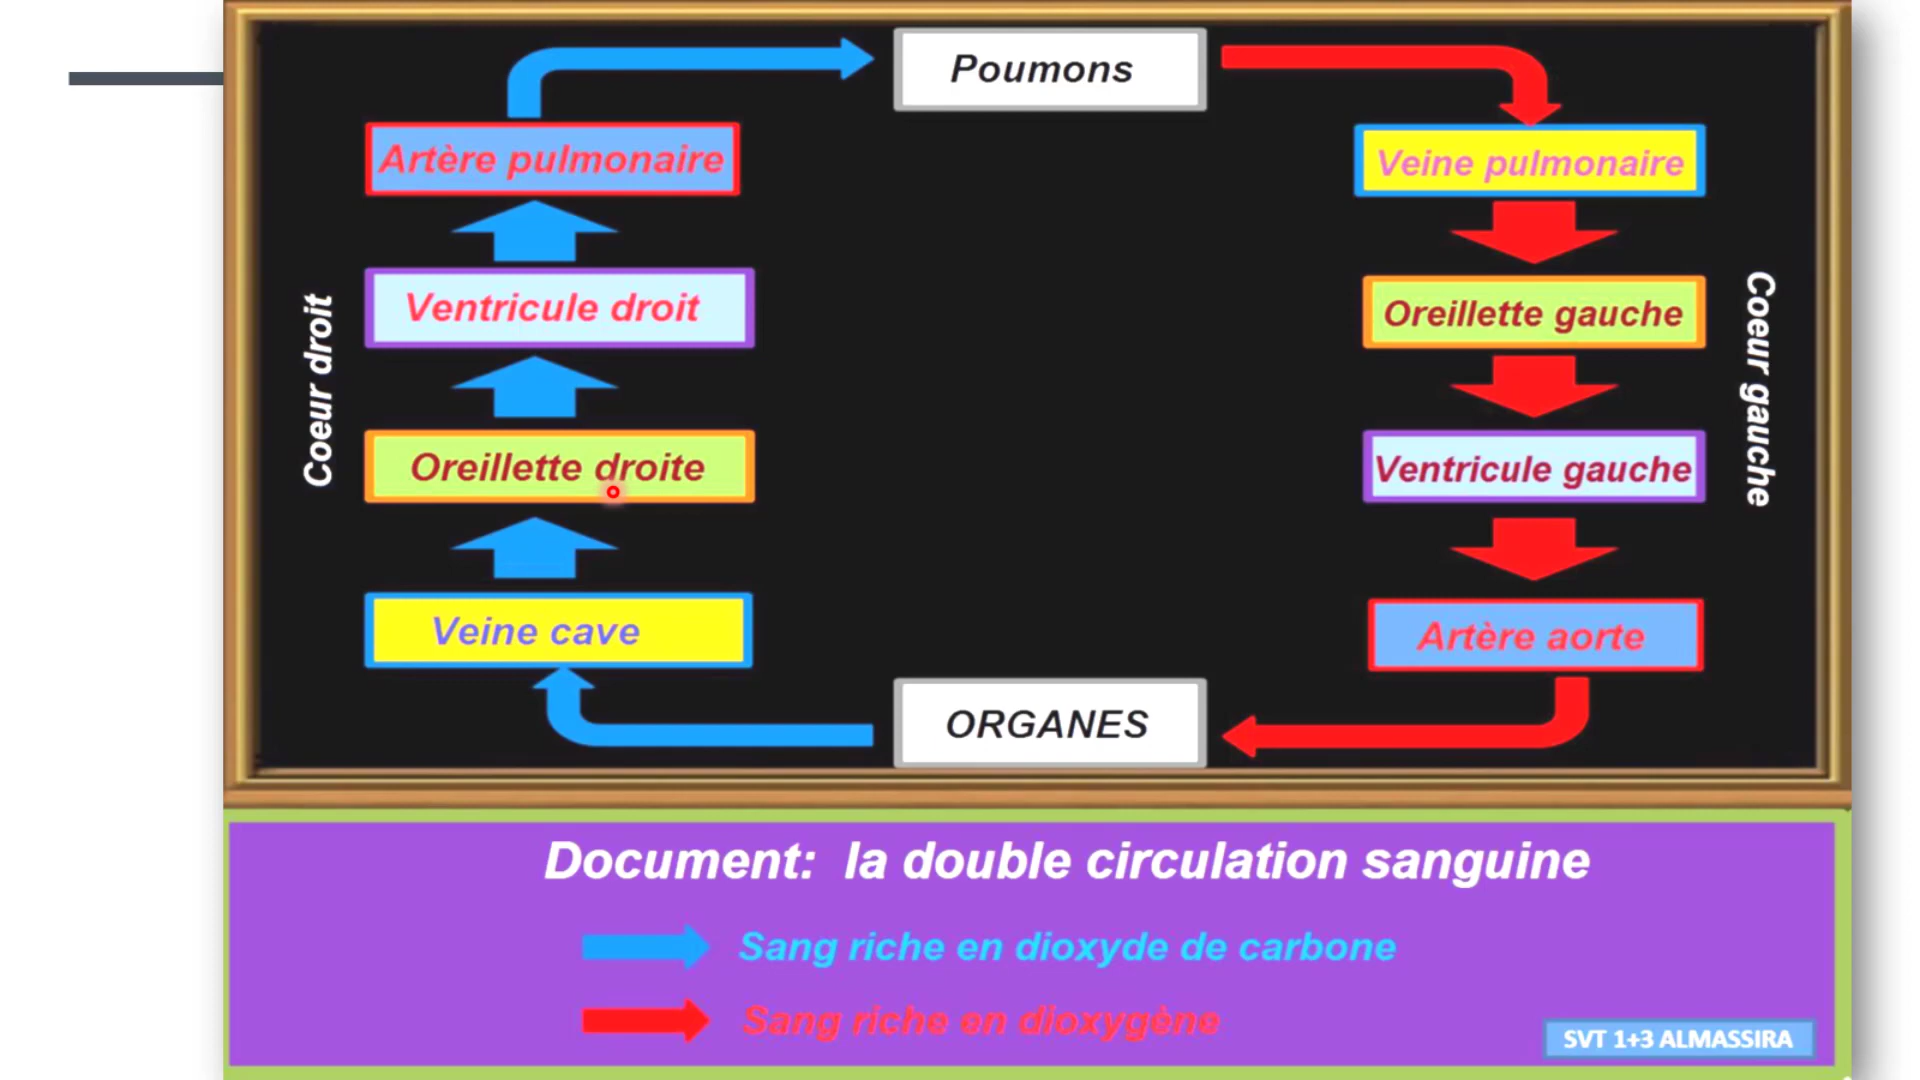 Poumons
Artère pulmonaire
Veine pulmonaire
Ventricule droit
Oreillette gauche
Coeur droit
Coeur gauche
Oreillette droite
Ventricule gauche
Veine cave
Artère aorte
ORGANES
Document: la double circulation sanguine
Sang riche en dioxyde de carbone
Sang riche en dioxygène
SVT 1+3 ALMASSIRA